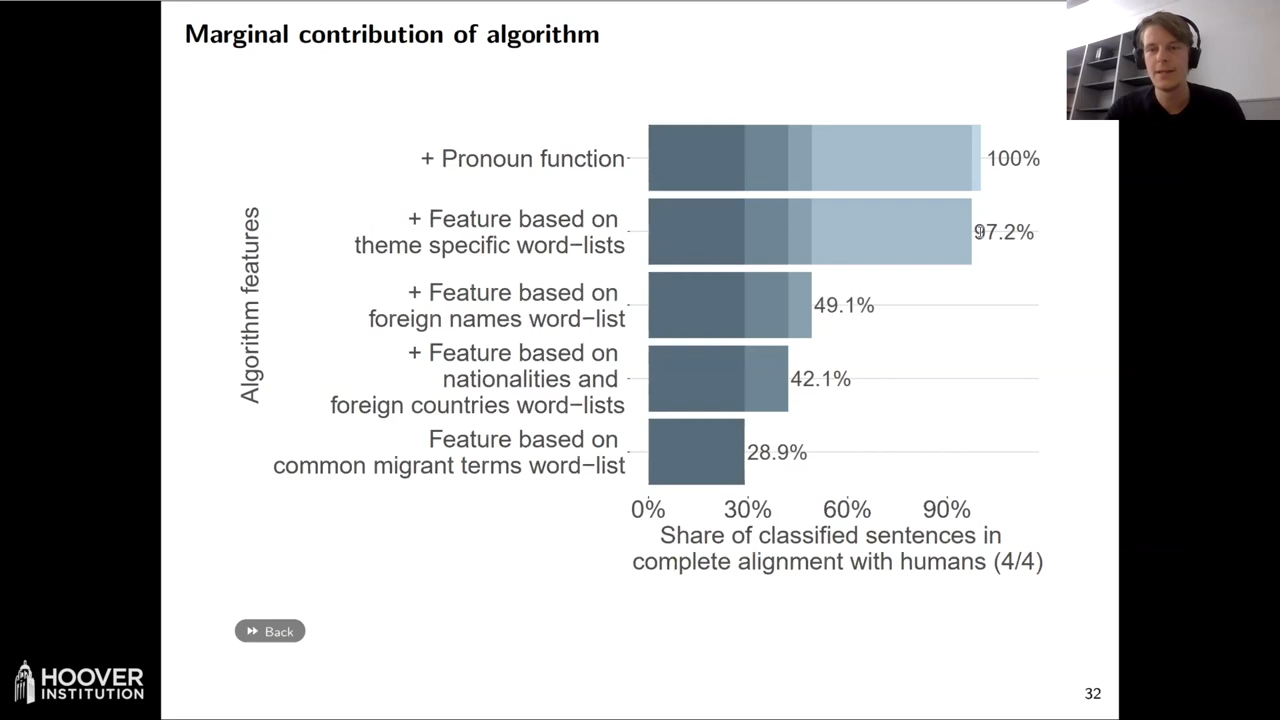 Marginal contribution of algorithm
+ Pronoun function
100%
+ Feature based on
theme specific word−lists
97.2%
+ Feature based on
foreign names word−list
49.1%
+ Feature based on
nationalities and
foreign countries word−lists
42.1%
Feature based on
common migrant terms word−list
28.9%
Algorithm features
0% 30% 60% 90%
Share of classified sentences in
complete alignment with humans (4/4)
Back
HOOVER
INSTITUTION
32